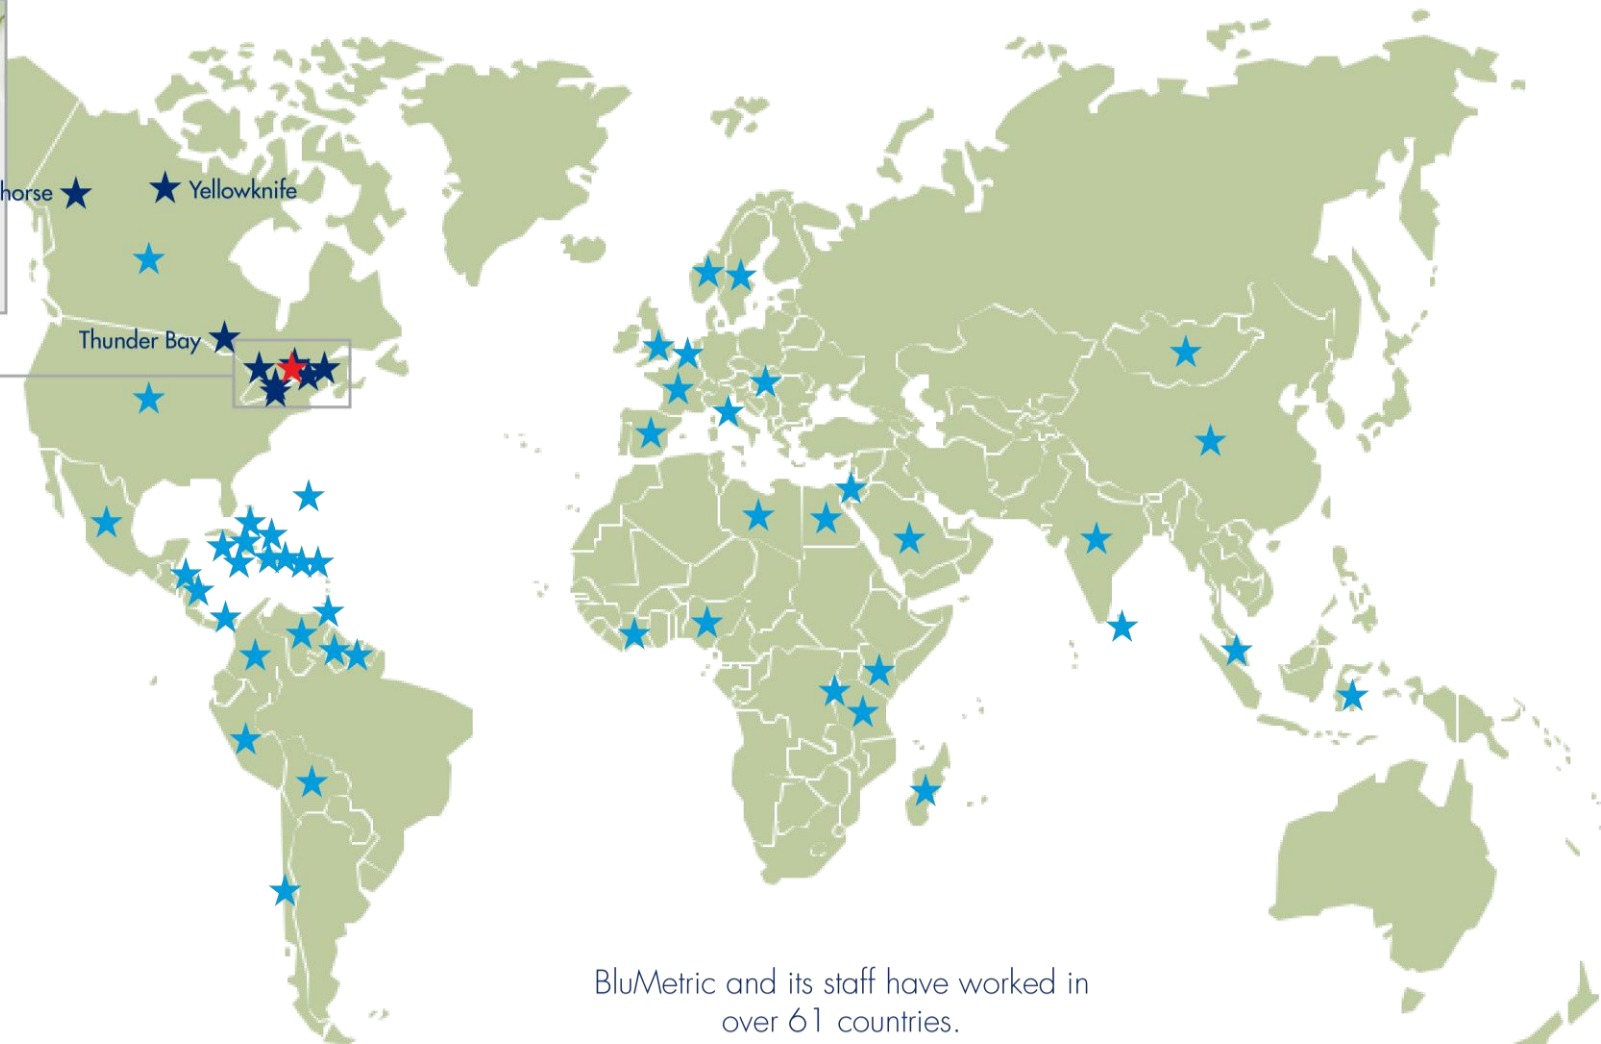 horse
Yellowknife
Thunder Bay
BluMetric and its staff have worked in
over 61 countries.